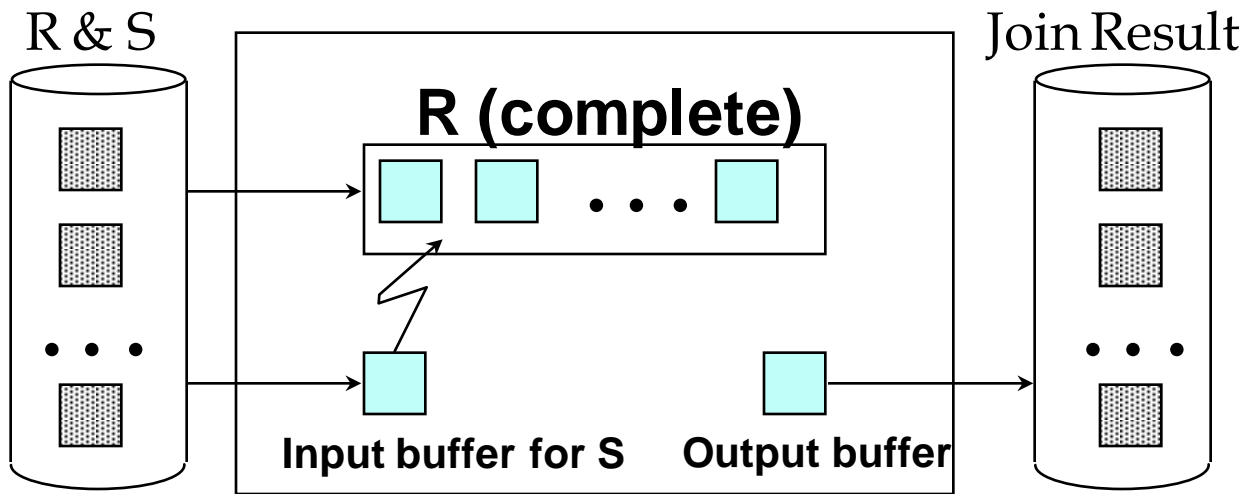 R & S
Join Result
R (complete)
Input buffer for S
Output buffer